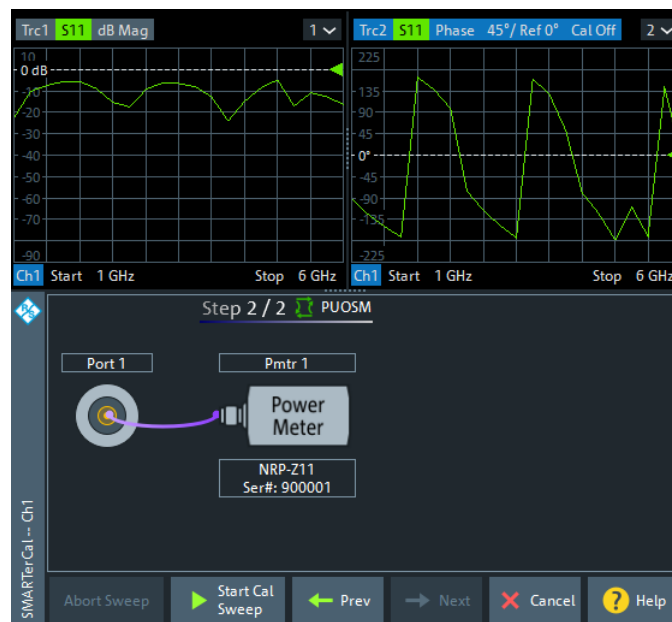 Trc1 S11 dB Mag 1
10
0 dB
-10
-20
-30
-40
-50
-60
-70
-90
Ch1 Start 1 GHz Stop 6 GHz
Trc2 S11 Phase 45°/ Ref 0° Cal Off 2
225
135
90
45
0°
-45
-90
-135
-225
Ch1 Start 1 GHz Stop 6 GHz
SMARTerCal -- Ch1
Step 2 / 2 PUOSM
Port 1
Pmtr 1
Power
Meter
NRP-Z11
Ser#: 900001
Abort Sweep
Start Cal
Sweep
Prev
Next
Cancel
? Help